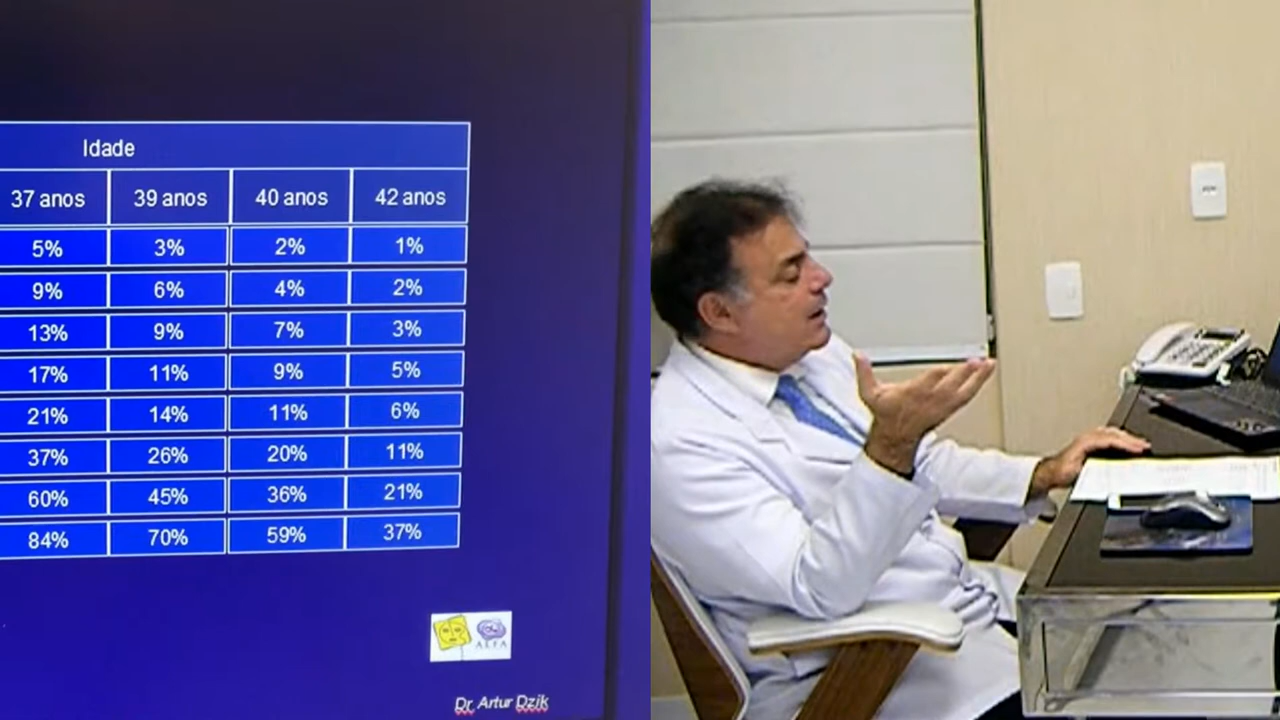 Idade
37 anos 39 anos 40 anos 42 anos
5% 3% 2% 1%
9% 6% 4% 2%
13% 9% 7% 3%
17% 11% 9% 5%
21% 14% 11% 6%
37% 26% 20% 11%
60% 45% 36% 21%
84% 70% 59% 37%
ALFA
Dr. Artur Dzik